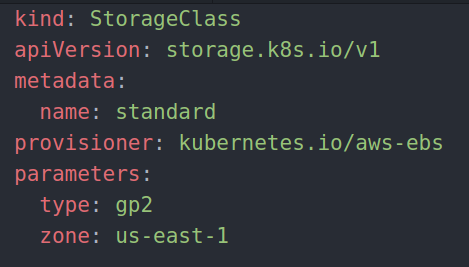 kind: StorageClass
apiVersion: storage.k8s.io/v1
metadata:
  name: standard
provisioner: kubernetes.io/aws-ebs
parameters:
  type: gp2
  zone: us-east-1